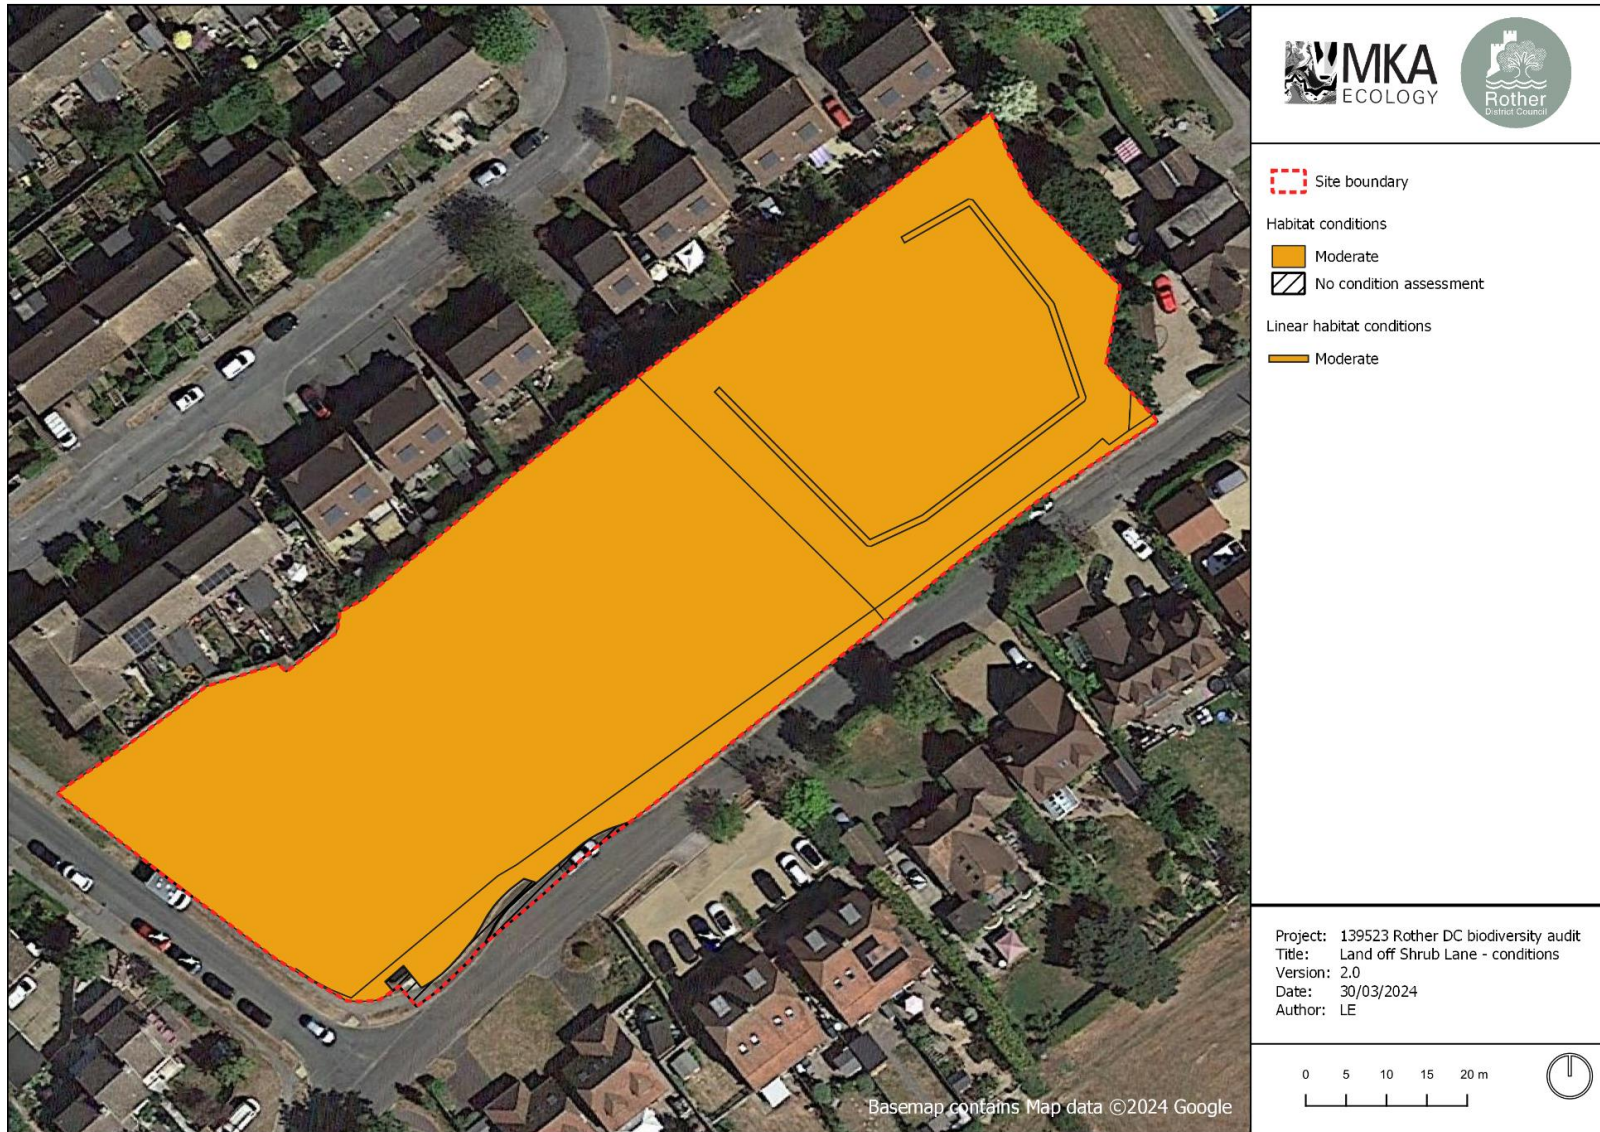 MKA
ECOLOGY
Rother
District Council
Site boundary
Habitat conditions
Moderate
No condition assessment
Linear habitat conditions
Moderate
Project: 139523 Rother DC biodiversity audit
Title: Land off Shrub Lane - conditions
Version: 2.0
Date: 30/03/2024
Author: LE
0 5 10 15 20 m
Basemap contains Map data ©2024 Google